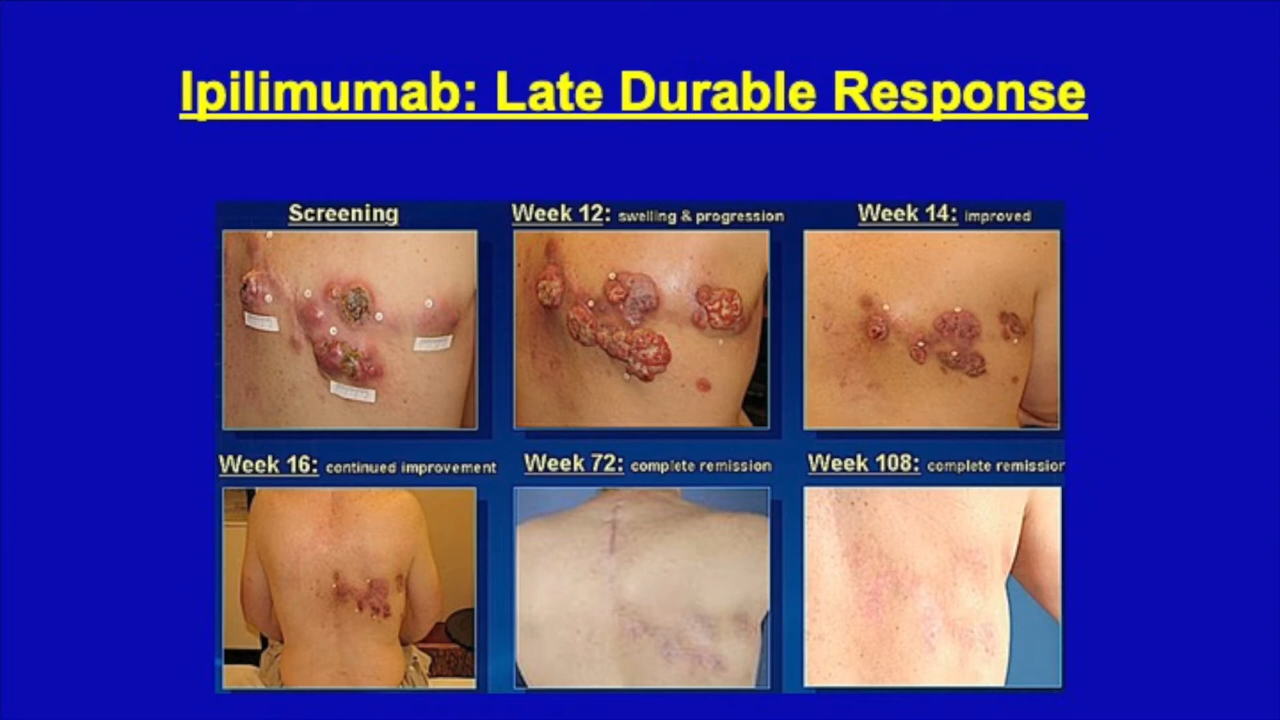 Ipilimumab: Late Durable Response
Screening
Week 12: swelling & progression
Week 14: improved
Week 16: continued improvement
Week 72: complete remission
Week 108: complete remission